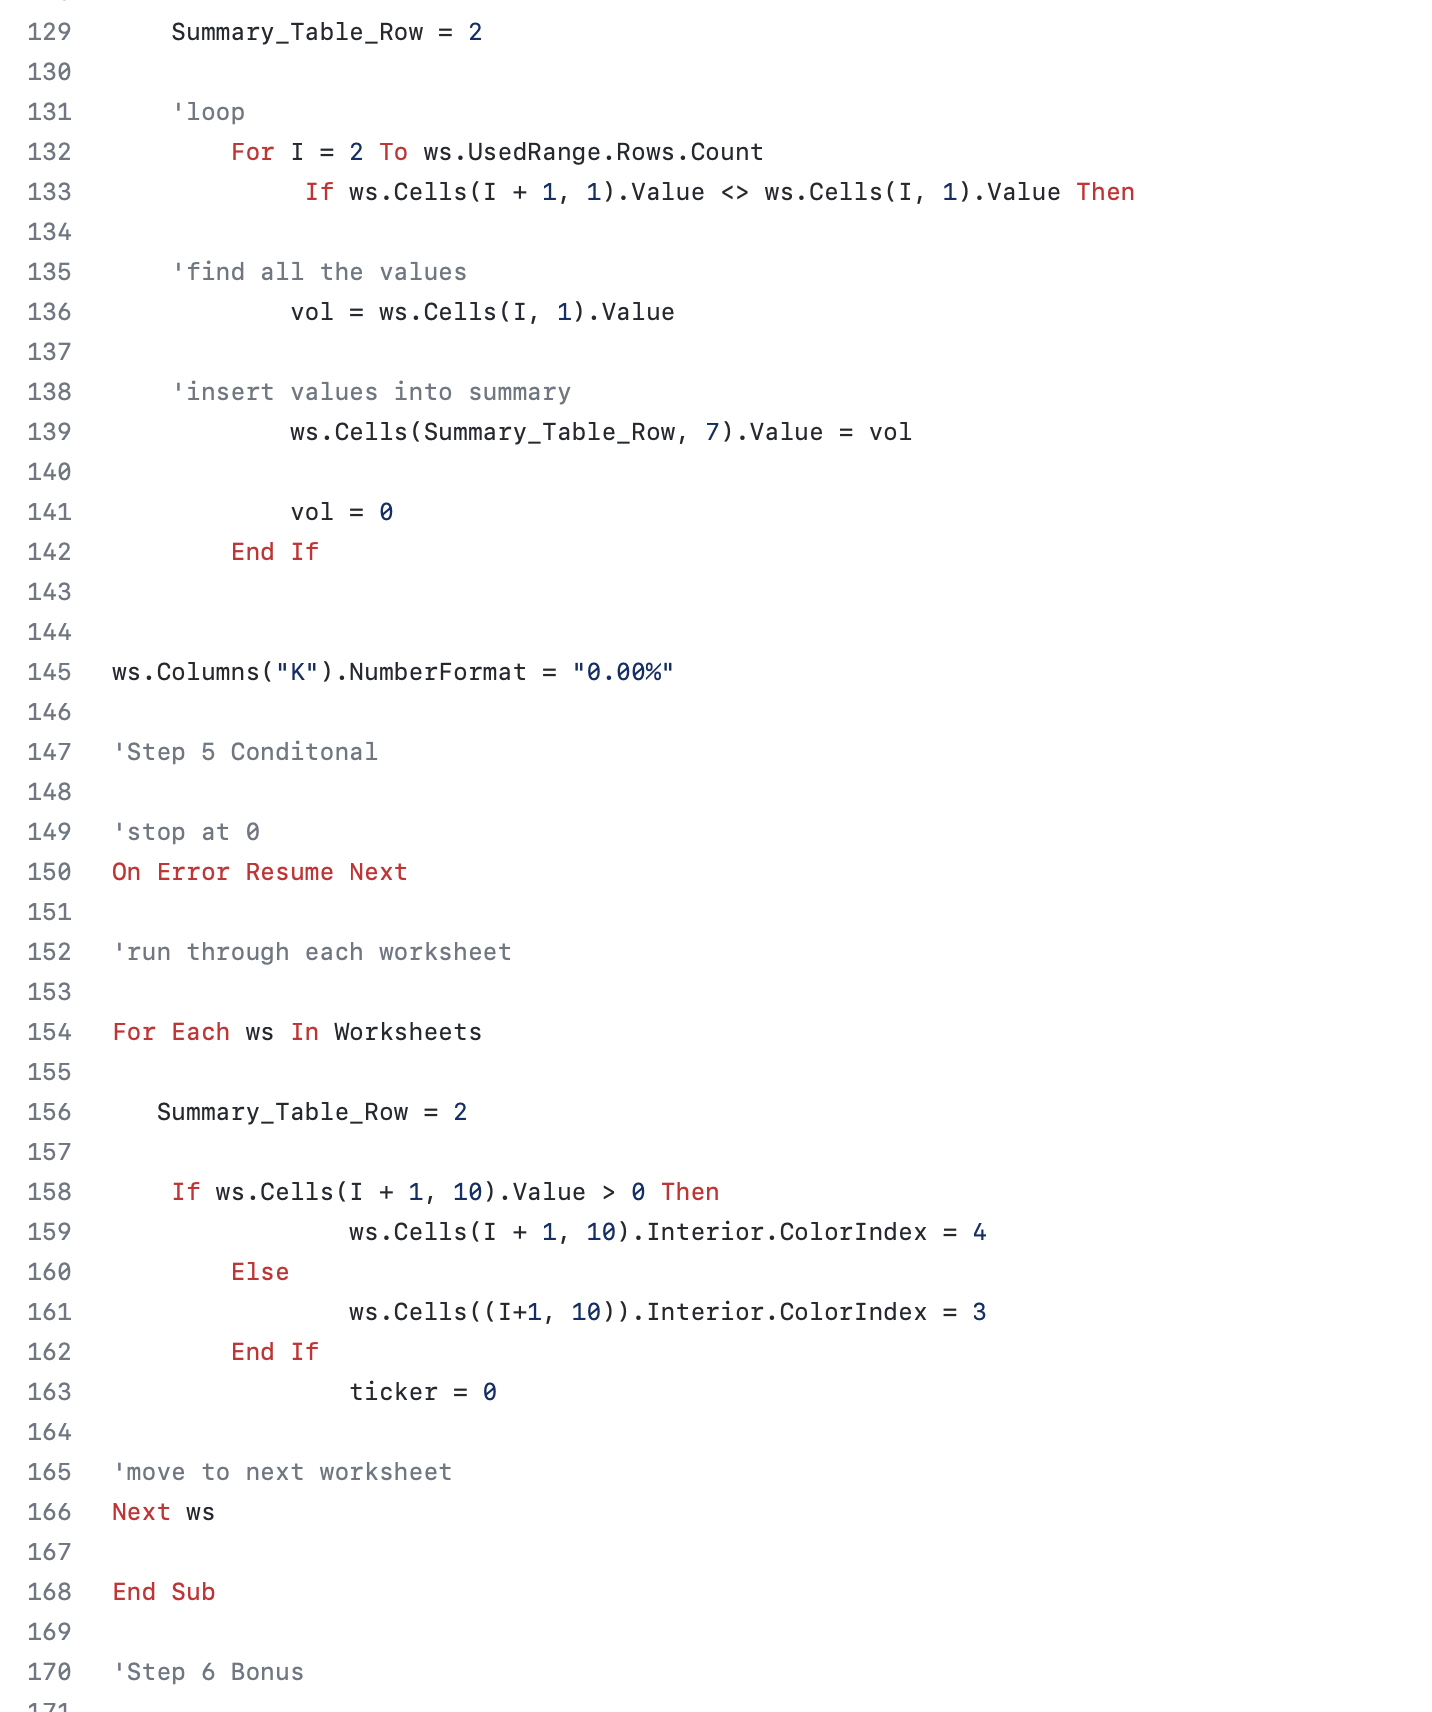 129 Summary_Table_Row = 2
130
131 'loop
132 For I = 2 To ws.UsedRange.Rows.Count
133 If ws.Cells(I + 1, 1).Value <> ws.Cells(I, 1).Value Then
134
135 'find all the values
136 vol = ws.Cells(I, 1).Value
137
138 'insert values into summary
139 ws.Cells(Summary_Table_Row, 7).Value = vol
140
141 vol = 0
142 End If
143
144
145 ws.Columns("K").NumberFormat = "0.00%"
146
147 'Step 5 Conditonal
148
149 'stop at 0
150 On Error Resume Next
151
152 'run through each worksheet
153
154 For Each ws In Worksheets
155
156 Summary_Table_Row = 2
157
158 If ws.Cells(I + 1, 10).Value > 0 Then
159 ws.Cells(I + 1, 10).Interior.ColorIndex = 4
160 Else
161 ws.Cells((I+1, 10)).Interior.ColorIndex = 3
162 End If
163 ticker = 0
164
165 'move to next worksheet
166 Next ws
167
168 End Sub
169
170 'Step 6 Bonus
171